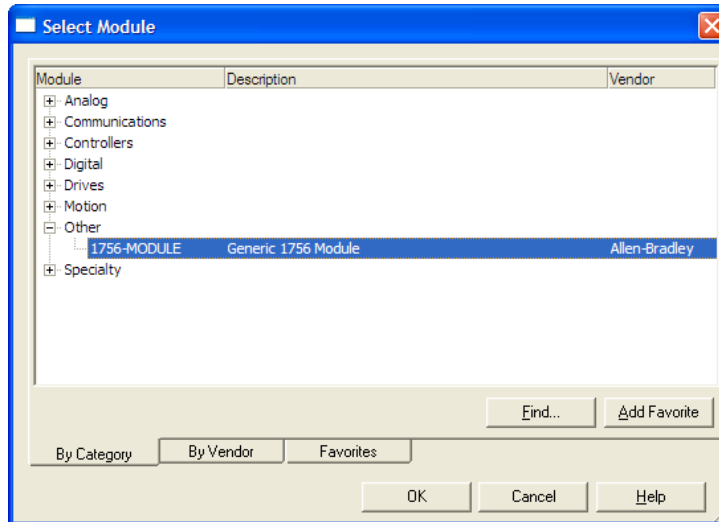 Select Module
Module Description Vendor
Analog
Communications
Controllers
Digital
Drives
Motion
Other
1756-MODULE Generic 1756 Module Allen-Bradley
Specialty
Find... Add Favorite
By Category By Vendor Favorites
OK Cancel Help